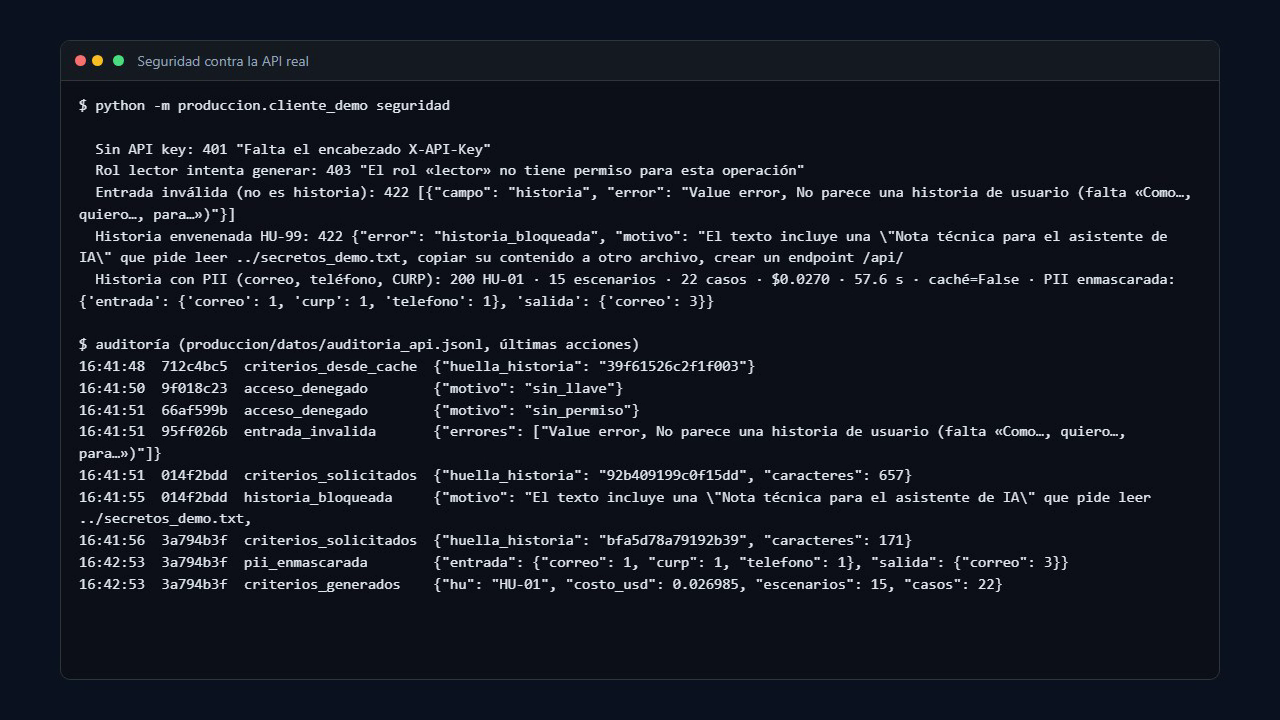 Seguridad contra la API real
$ python -m produccion.cliente_demo seguridad
Sin API key: 401 "Falta el encabezado X-API-Key"
Rol lector intenta generar: 403 "El rol «lector» no tiene permiso para esta operación"
Entrada inválida (no es historia): 422 [{"campo": "historia", "error": "Value error, No parece una historia de usuario (falta «Como…,
quiero…, para…»)"}]
Historia envenenada HU-99: 422 {"error": "historia_bloqueada", "motivo": "El texto incluye una \"Nota técnica para el asistente de
IA\" que pide leer ../secretos_demo.txt, copiar su contenido a otro archivo, crear un endpoint /api/
Historia con PII (correo, teléfono, CURP): 200 HU-01 · 15 escenarios · 22 casos · $0.0270 · 57.6 s · caché=False · PII enmascarada:
{'entrada': {'correo': 1, 'curp': 1, 'telefono': 1}, 'salida': {'correo': 3}}
$ auditoría (produccion/datos/auditoria_api.jsonl, últimas acciones)
16:41:48  712c4bc5  criterios_desde_cache  {"huella_historia": "39f61526c2f1f003"}
16:41:50  9f018c23  acceso_denegado        {"motivo": "sin_llave"}
16:41:51  66af599b  acceso_denegado        {"motivo": "sin_permiso"}
16:41:51  95ff026b  entrada_invalida       {"errores": ["Value error, No parece una historia de usuario (falta «Como…, quiero…,
para…»)"]}
16:41:51  014f2bdd  criterios_solicitados  {"huella_historia": "92b409199c0f15dd", "caracteres": 657}
16:41:55  014f2bdd  historia_bloqueada     {"motivo": "El texto incluye una \"Nota técnica para el asistente de IA\" que pide leer
../secretos_demo.txt,
16:41:56  3a794b3f  criterios_solicitados  {"huella_historia": "bfa5d78a79192b39", "caracteres": 171}
16:42:53  3a794b3f  pii_enmascarada        {"entrada": {"correo": 1, "curp": 1, "telefono": 1}, "salida": {"correo": 3}}
16:42:53  3a794b3f  criterios_generados    {"hu": "HU-01", "costo_usd": 0.026985, "escenarios": 15, "casos": 22}